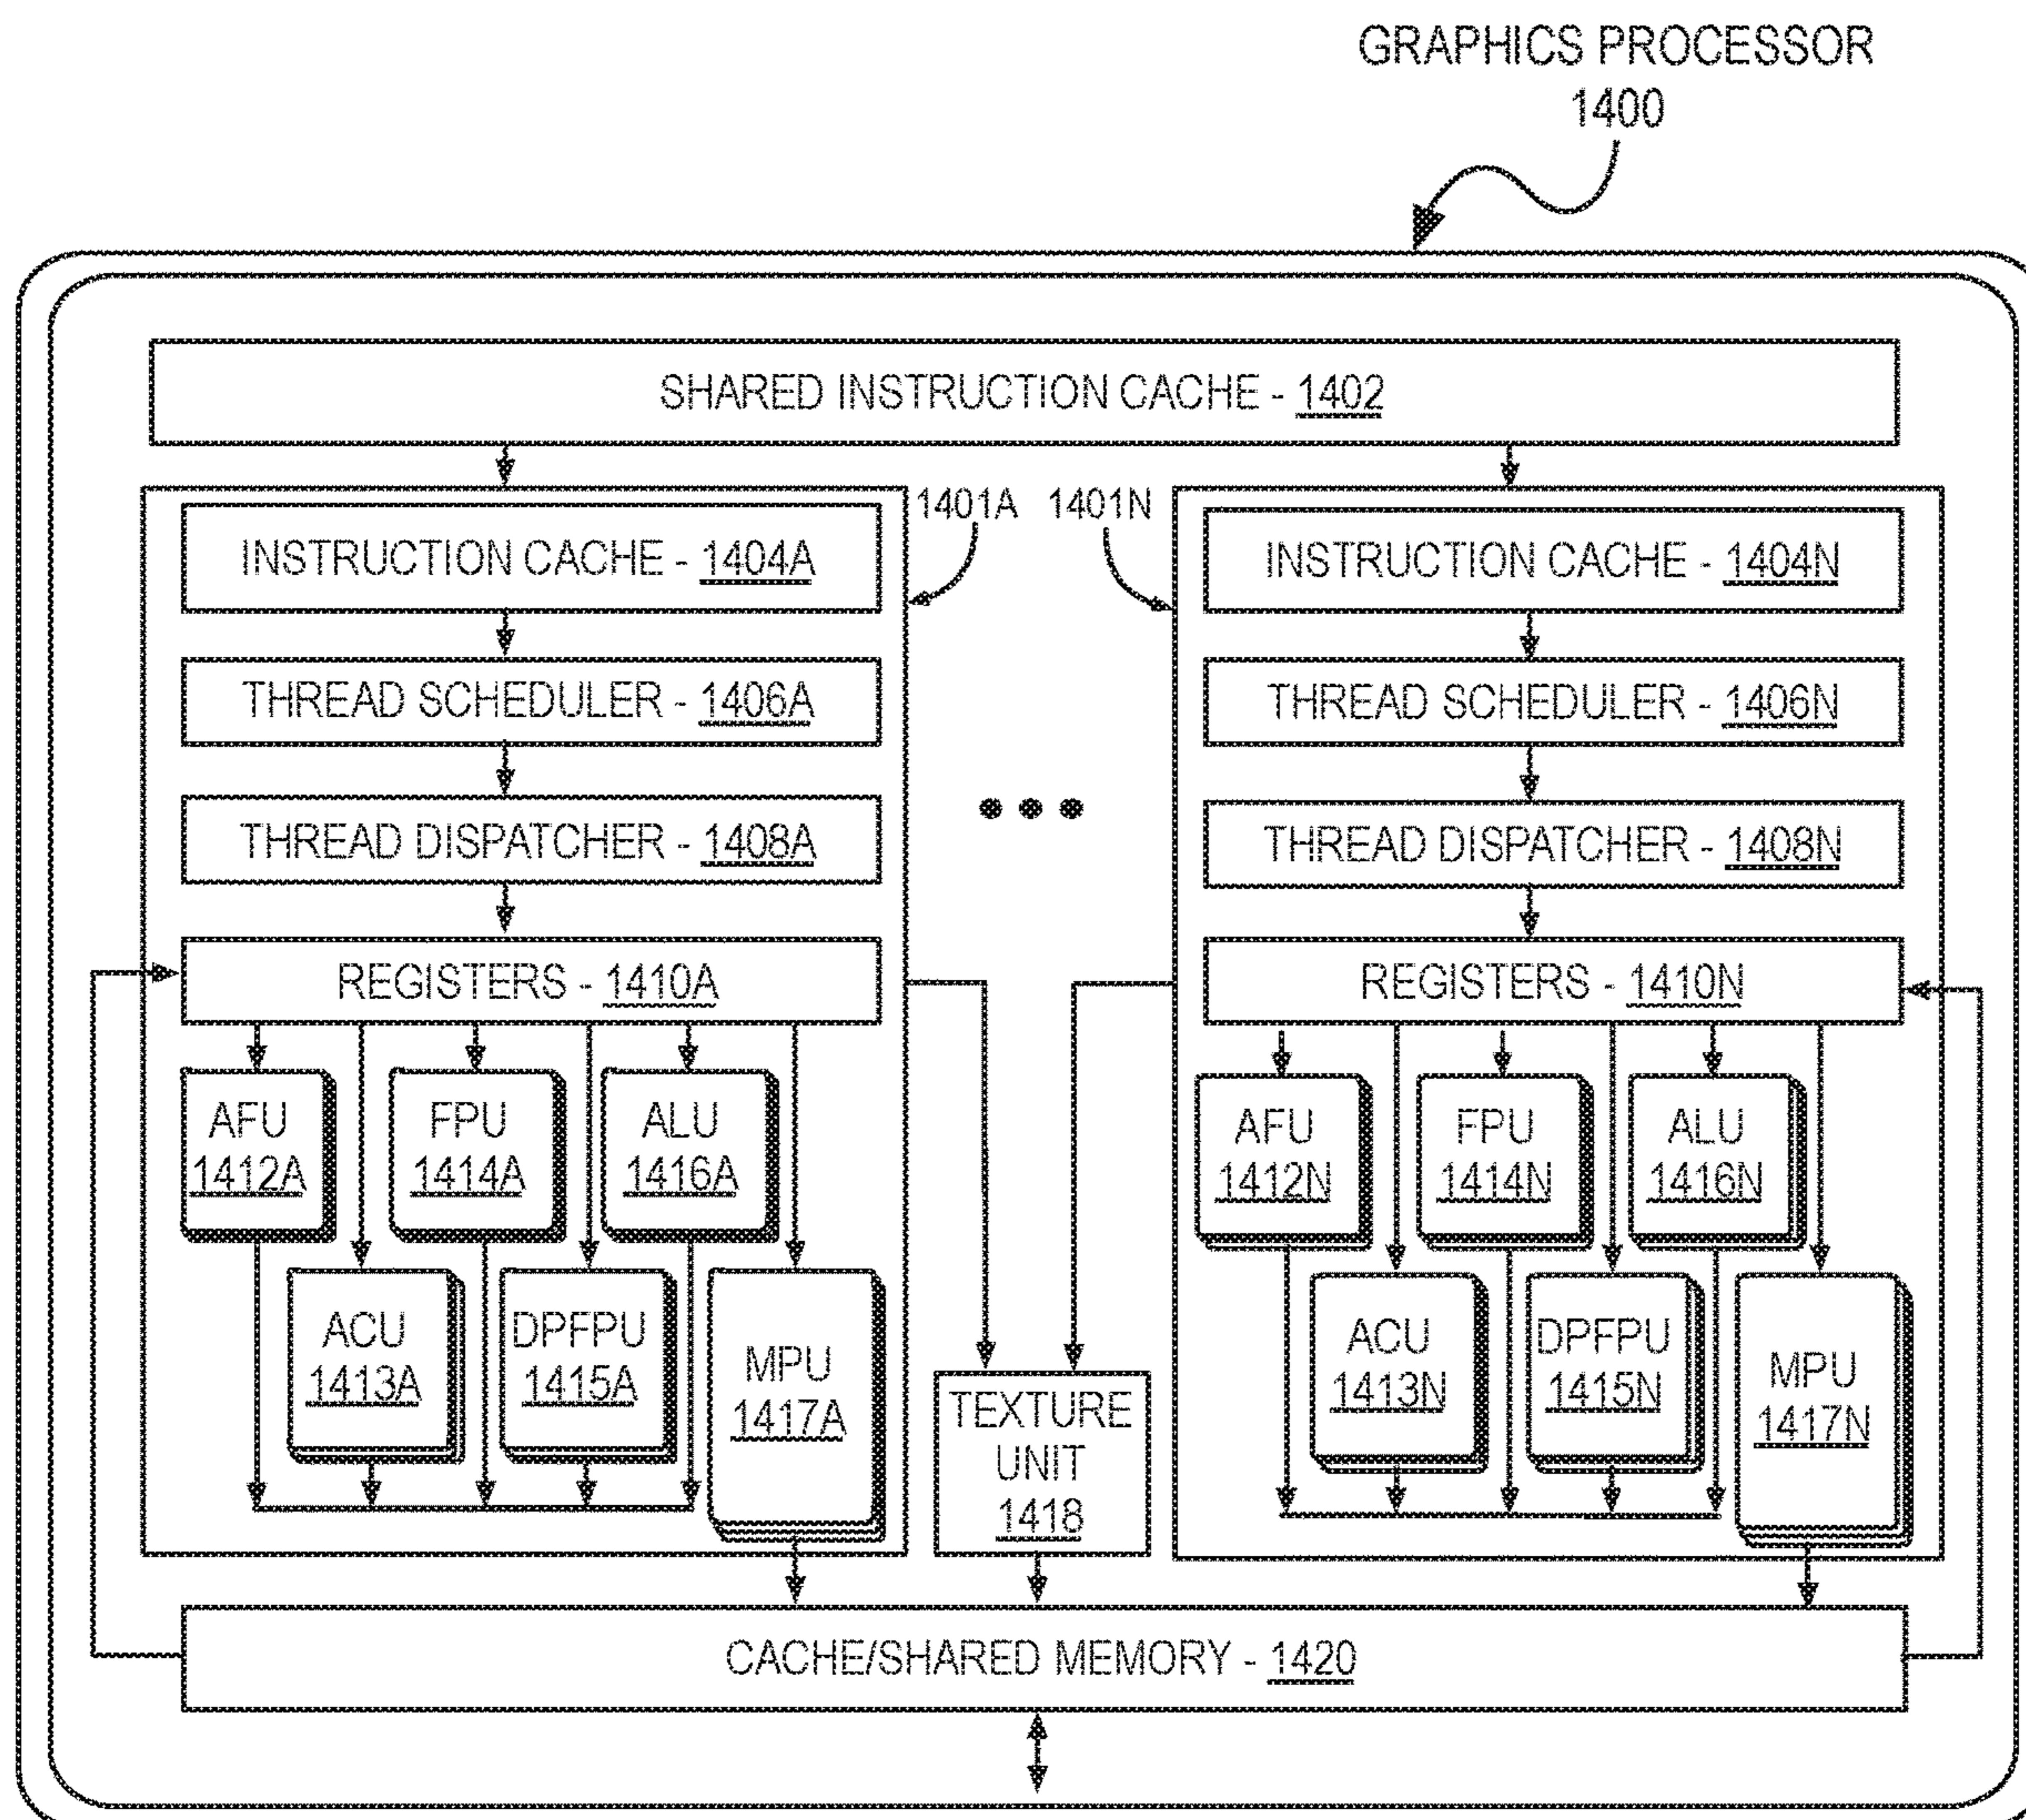 GRAPHICS PROCESSOR
1400
SHARED INSTRUCTION CACHE - 1402
1401A
1401N
INSTRUCTION CACHE - 1404A
THREAD SCHEDULER - 1406A
THREAD DISPATCHER - 1408A
REGISTERS - 1410A
AFU
1412A
FPU
1414A
ALU
1416A
ACU
1413A
DPFPU
1415A
MPU
1417A
TEXTURE
UNIT
1418
INSTRUCTION CACHE - 1404N
THREAD SCHEDULER - 1406N
THREAD DISPATCHER - 1408N
REGISTERS - 1410N
AFU
1412N
FPU
1414N
ALU
1416N
ACU
1413N
DPFPU
1415N
MPU
1417N
CACHE/SHARED MEMORY - 1420